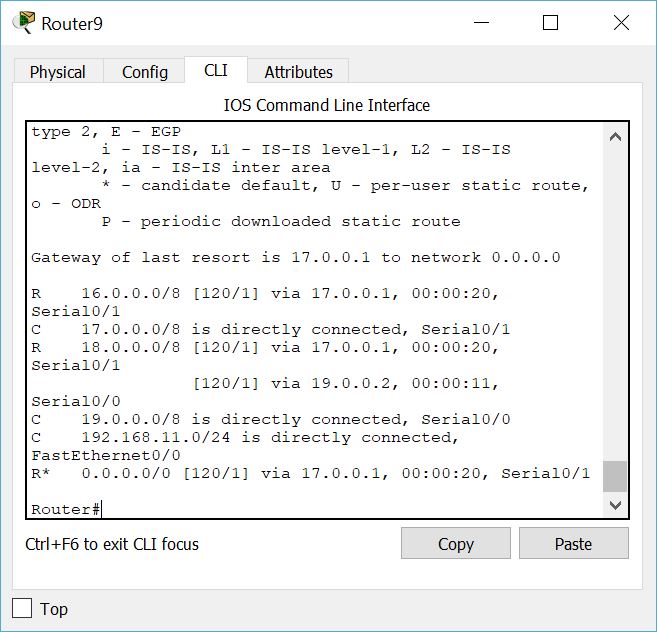 Router9
Physical Config CLI Attributes
IOS Command Line Interface
type 2, E - EGP
       i - IS-IS, L1 - IS-IS level-1, L2 - IS-IS
level-2, ia - IS-IS inter area
       * - candidate default, U - per-user static route,
o - ODR
       P - periodic downloaded static route

Gateway of last resort is 17.0.0.1 to network 0.0.0.0

R    16.0.0.0/8 [120/1] via 17.0.0.1, 00:00:20,
Serial0/1
C    17.0.0.0/8 is directly connected, Serial0/1
R    18.0.0.0/8 [120/1] via 17.0.0.1, 00:00:20,
Serial0/1
                [120/1] via 19.0.0.2, 00:00:11,
Serial0/0
C    19.0.0.0/8 is directly connected, Serial0/0
C    192.168.11.0/24 is directly connected,
FastEthernet0/0
R*   0.0.0.0/0 [120/1] via 17.0.0.1, 00:00:20, Serial0/1

Router#
Ctrl+F6 to exit CLI focus
Copy Paste
Top